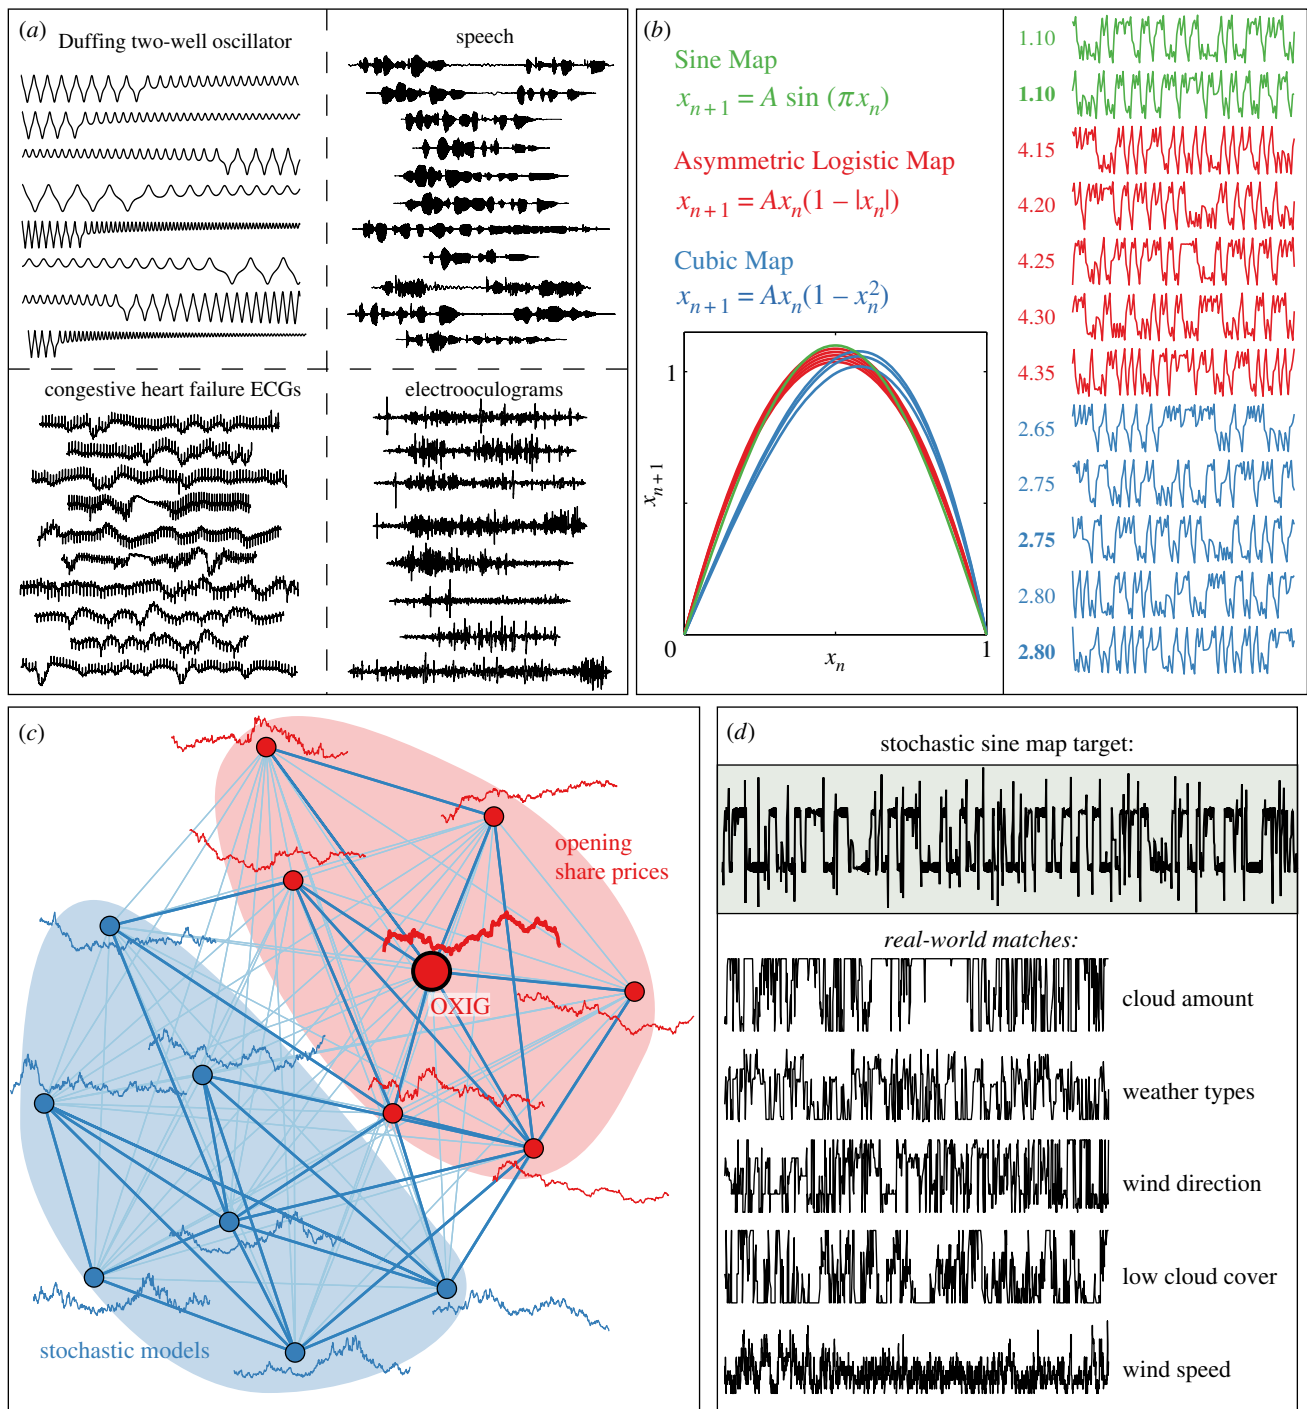 (a)
Duffing two-well oscillator
speech
congestive heart failure ECGs
electrooculograms
(b)
Sine Map
x_{n+1} = A sin (πx_n)
Asymmetric Logistic Map
x_{n+1} = Ax_n(1 – |x_n|)
Cubic Map
x_{n+1} = Ax_n(1 – x_n^2)
1
x_{n+1}
0
x_n
1
1.10
1.10
4.15
4.20
4.25
4.30
4.35
2.65
2.75
2.75
2.80
2.80
(c)
opening
share prices
OXIG
stochastic models
(d)
stochastic sine map target:
real-world matches:
cloud amount
weather types
wind direction
low cloud cover
wind speed